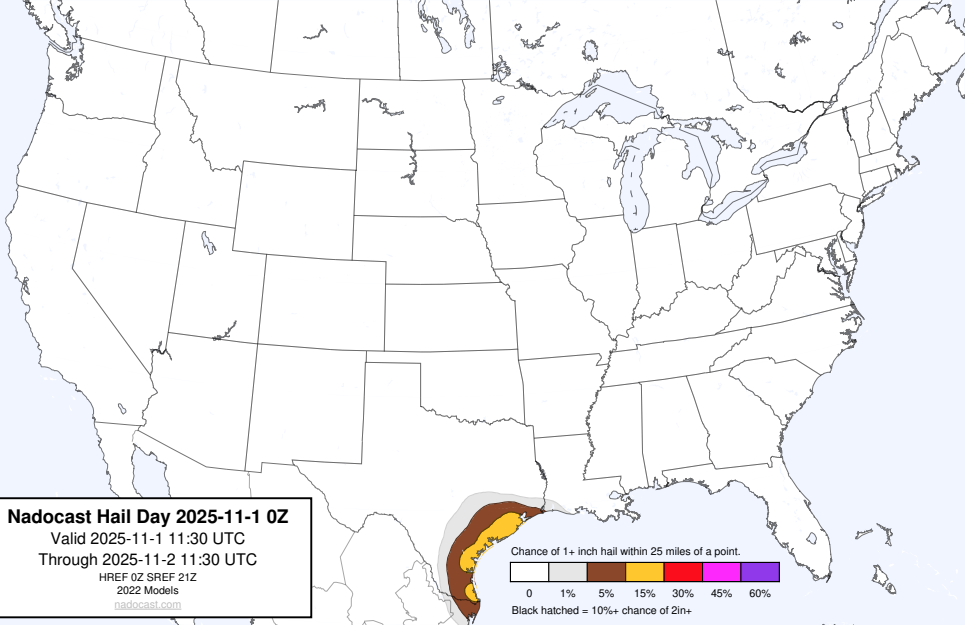 Nadocast Hail Day 2025-11-1 0Z
Valid 2025-11-1 11:30 UTC
Through 2025-11-2 11:30 UTC
HREF 0Z SREF 21Z
2022 Models
nadocast.com
Chance of 1+ inch hail within 25 miles of a point.
0 1% 5% 15% 30% 45% 60%
Black hatched = 10%+ chance of 2in+